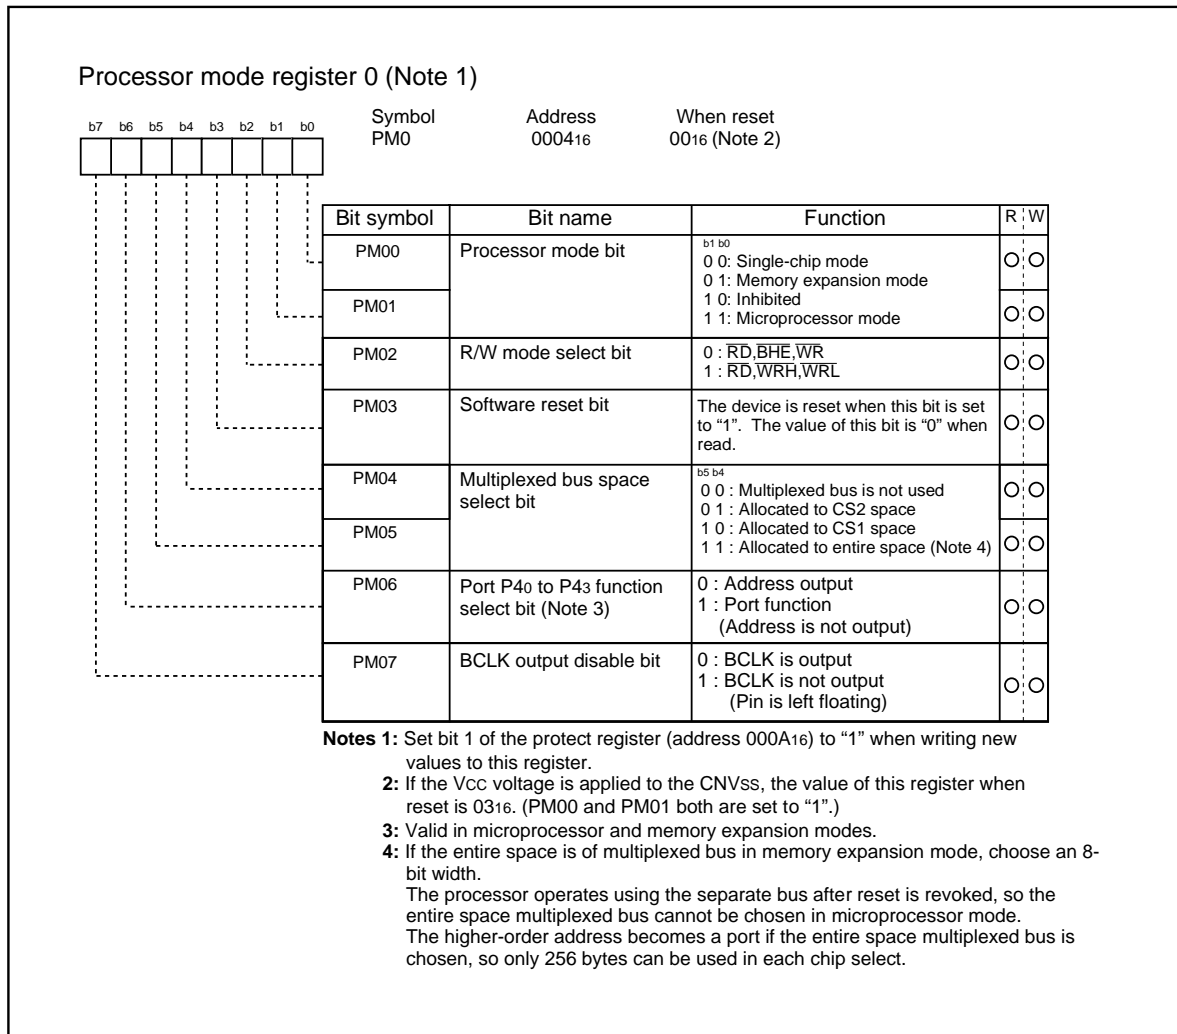 Processor mode register 0 (Note 1)
Symbol Address When reset
PM0 000416 0016 (Note 2)
b7 b6 b5 b4 b3 b2 b1 b0
Bit symbol Bit name Function R W
PM00 Processor mode bit
b1 b0
0 0: Single-chip mode
0 1: Memory expansion mode
PM01
1 0: Inhibited
1 1: Microprocessor mode
PM02 R/W mode select bit 0 : RD,BHE,WR
1 : RD,WRH,WRL
PM03 Software reset bit The device is reset when this bit is set
to “1”. The value of this bit is “0” when
read.
PM04 Multiplexed bus space
select bit
b5 b4
0 0 : Multiplexed bus is not used
0 1 : Allocated to CS2 space
PM05
1 0 : Allocated to CS1 space
1 1 : Allocated to entire space (Note 4)
PM06 Port P40 to P43 function
select bit (Note 3)
0 : Address output
1 : Port function
(Address is not output)
PM07 BCLK output disable bit 0 : BCLK is output
1 : BCLK is not output
(Pin is left floating)
Notes 1: Set bit 1 of the protect register (address 000A16) to “1” when writing new
values to this register.
2: If the VCC voltage is applied to the CNVSS, the value of this register when
reset is 0316. (PM00 and PM01 both are set to “1”.)
3: Valid in microprocessor and memory expansion modes.
4: If the entire space is of multiplexed bus in memory expansion mode, choose an 8-
bit width.
The processor operates using the separate bus after reset is revoked, so the
entire space multiplexed bus cannot be chosen in microprocessor mode.
The higher-order address becomes a port if the entire space multiplexed bus is
chosen, so only 256 bytes can be used in each chip select.